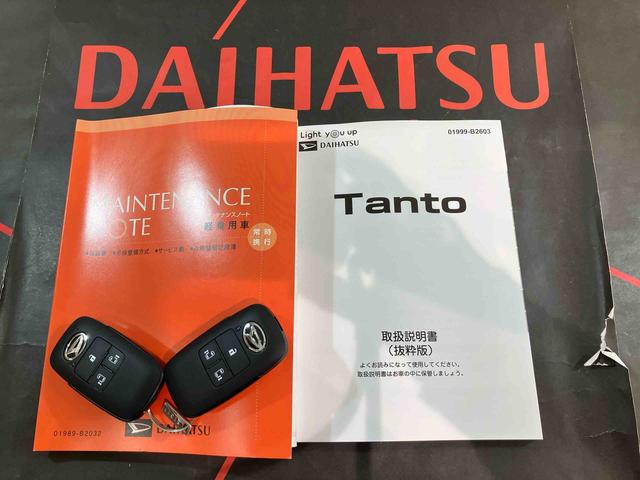 DAIHATSU
MAINTENANCE
NOTE
メンテナンスノート
軽乗用車
常時
携行
01989-B2032
DAIHATSU
Light you up
DAIHATSU
01999-B2603
Tanto
取扱説明書
(抜粋版)
よくお読みになって使用してください。
取扱説明書はお車の中に保管しましょう。